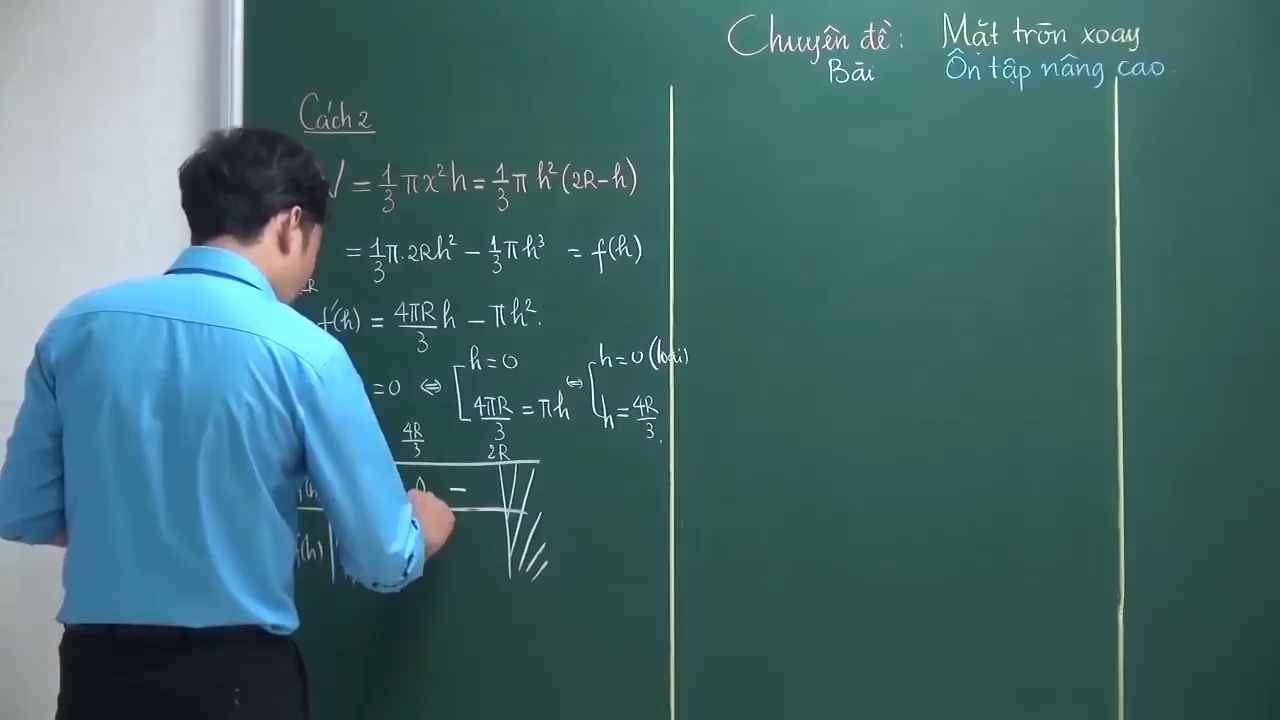 Chuyên đề: Mặt tròn xoay
Bài Ôn tập nâng cao
Cách 2
V = 1/3 πx²h = 1/3 π h²(2R-h)
= 1/3 π.2Rh² - 1/3 πh³ = f(h)
f'(h) = 4πR/3 h - πh².
=0 ⇔ [ h=0 ; 4πR/3 = πh ⇔ [ h=0 (loại) ; h= 4R/3.
4R/3 2R
0 -
(h)